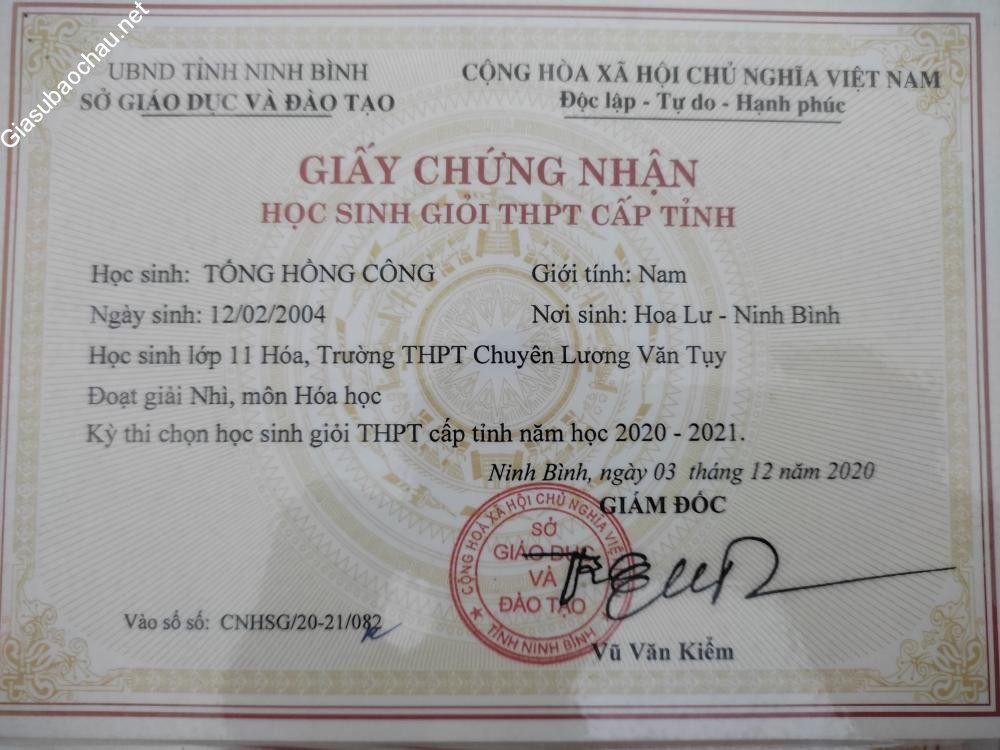 Giasubaochau.net
UBND TỈNH NINH BÌNH
SỞ GIÁO DỤC VÀ ĐÀO TẠO
CỘNG HÒA XÃ HỘI CHỦ NGHĨA VIỆT NAM
Độc lập - Tự do - Hạnh phúc
GIẤY CHỨNG NHẬN
HỌC SINH GIỎI THPT CẤP TỈNH
Học sinh: TỐNG HỒNG CÔNG
Giới tính: Nam
Ngày sinh: 12/02/2004
Nơi sinh: Hoa Lư - Ninh Bình
Học sinh lớp 11 Hóa, Trường THPT Chuyên Lương Văn Tụy
Đoạt giải Nhì, môn Hóa học
Kỳ thi chọn học sinh giỏi THPT cấp tỉnh năm học 2020 - 2021.
Ninh Bình, ngày 03 tháng 12 năm 2020
GIÁM ĐỐC
CỘNG HOÀ XÃ HỘI CHỦ NGHĨA VIỆ
SỞ
GIÁO DỤC
VÀ
ĐÀO TẠO
TỈNH NINH BÌNH
Vào sổ số: CNHSG/20-21/082
Vũ Văn Kiểm